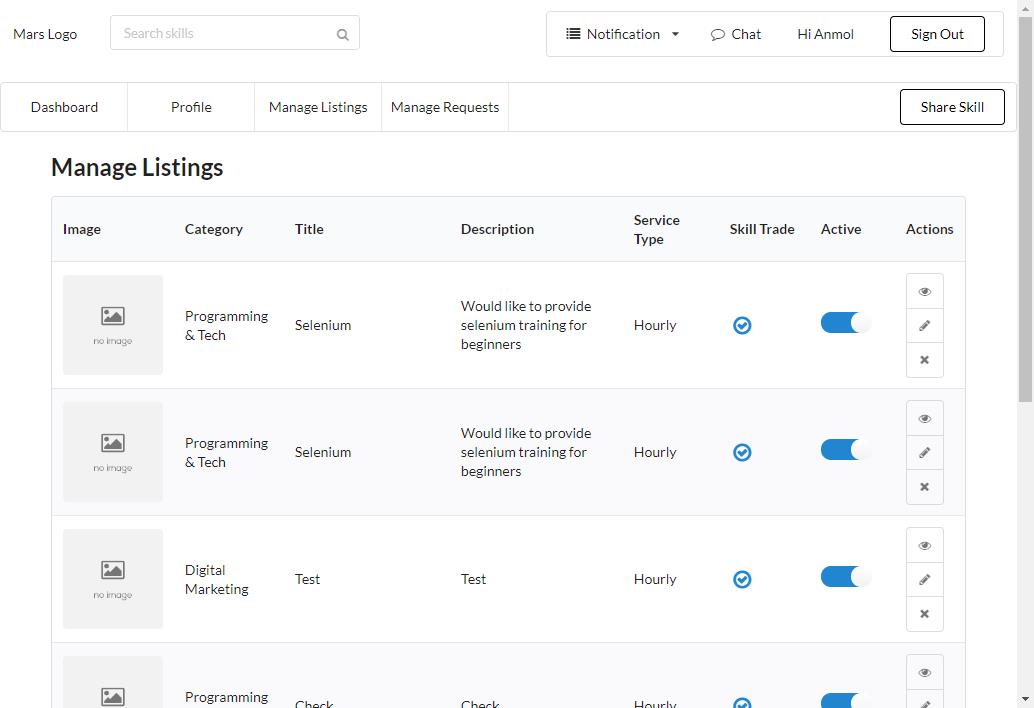 Mars Logo
Search skills
Notification
Chat
Hi Anmol
Sign Out
Dashboard
Profile
Manage Listings
Manage Requests
Share Skill
Manage Listings
Image
Category
Title
Description
Service
Type
Skill Trade
Active
Actions
no image
Programming
& Tech
Selenium
Would like to provide
selenium training for
beginners
Hourly
no image
Programming
& Tech
Selenium
Would like to provide
selenium training for
beginners
Hourly
no image
Digital
Marketing
Test
Test
Hourly
Programming
Check
Check
Hourly